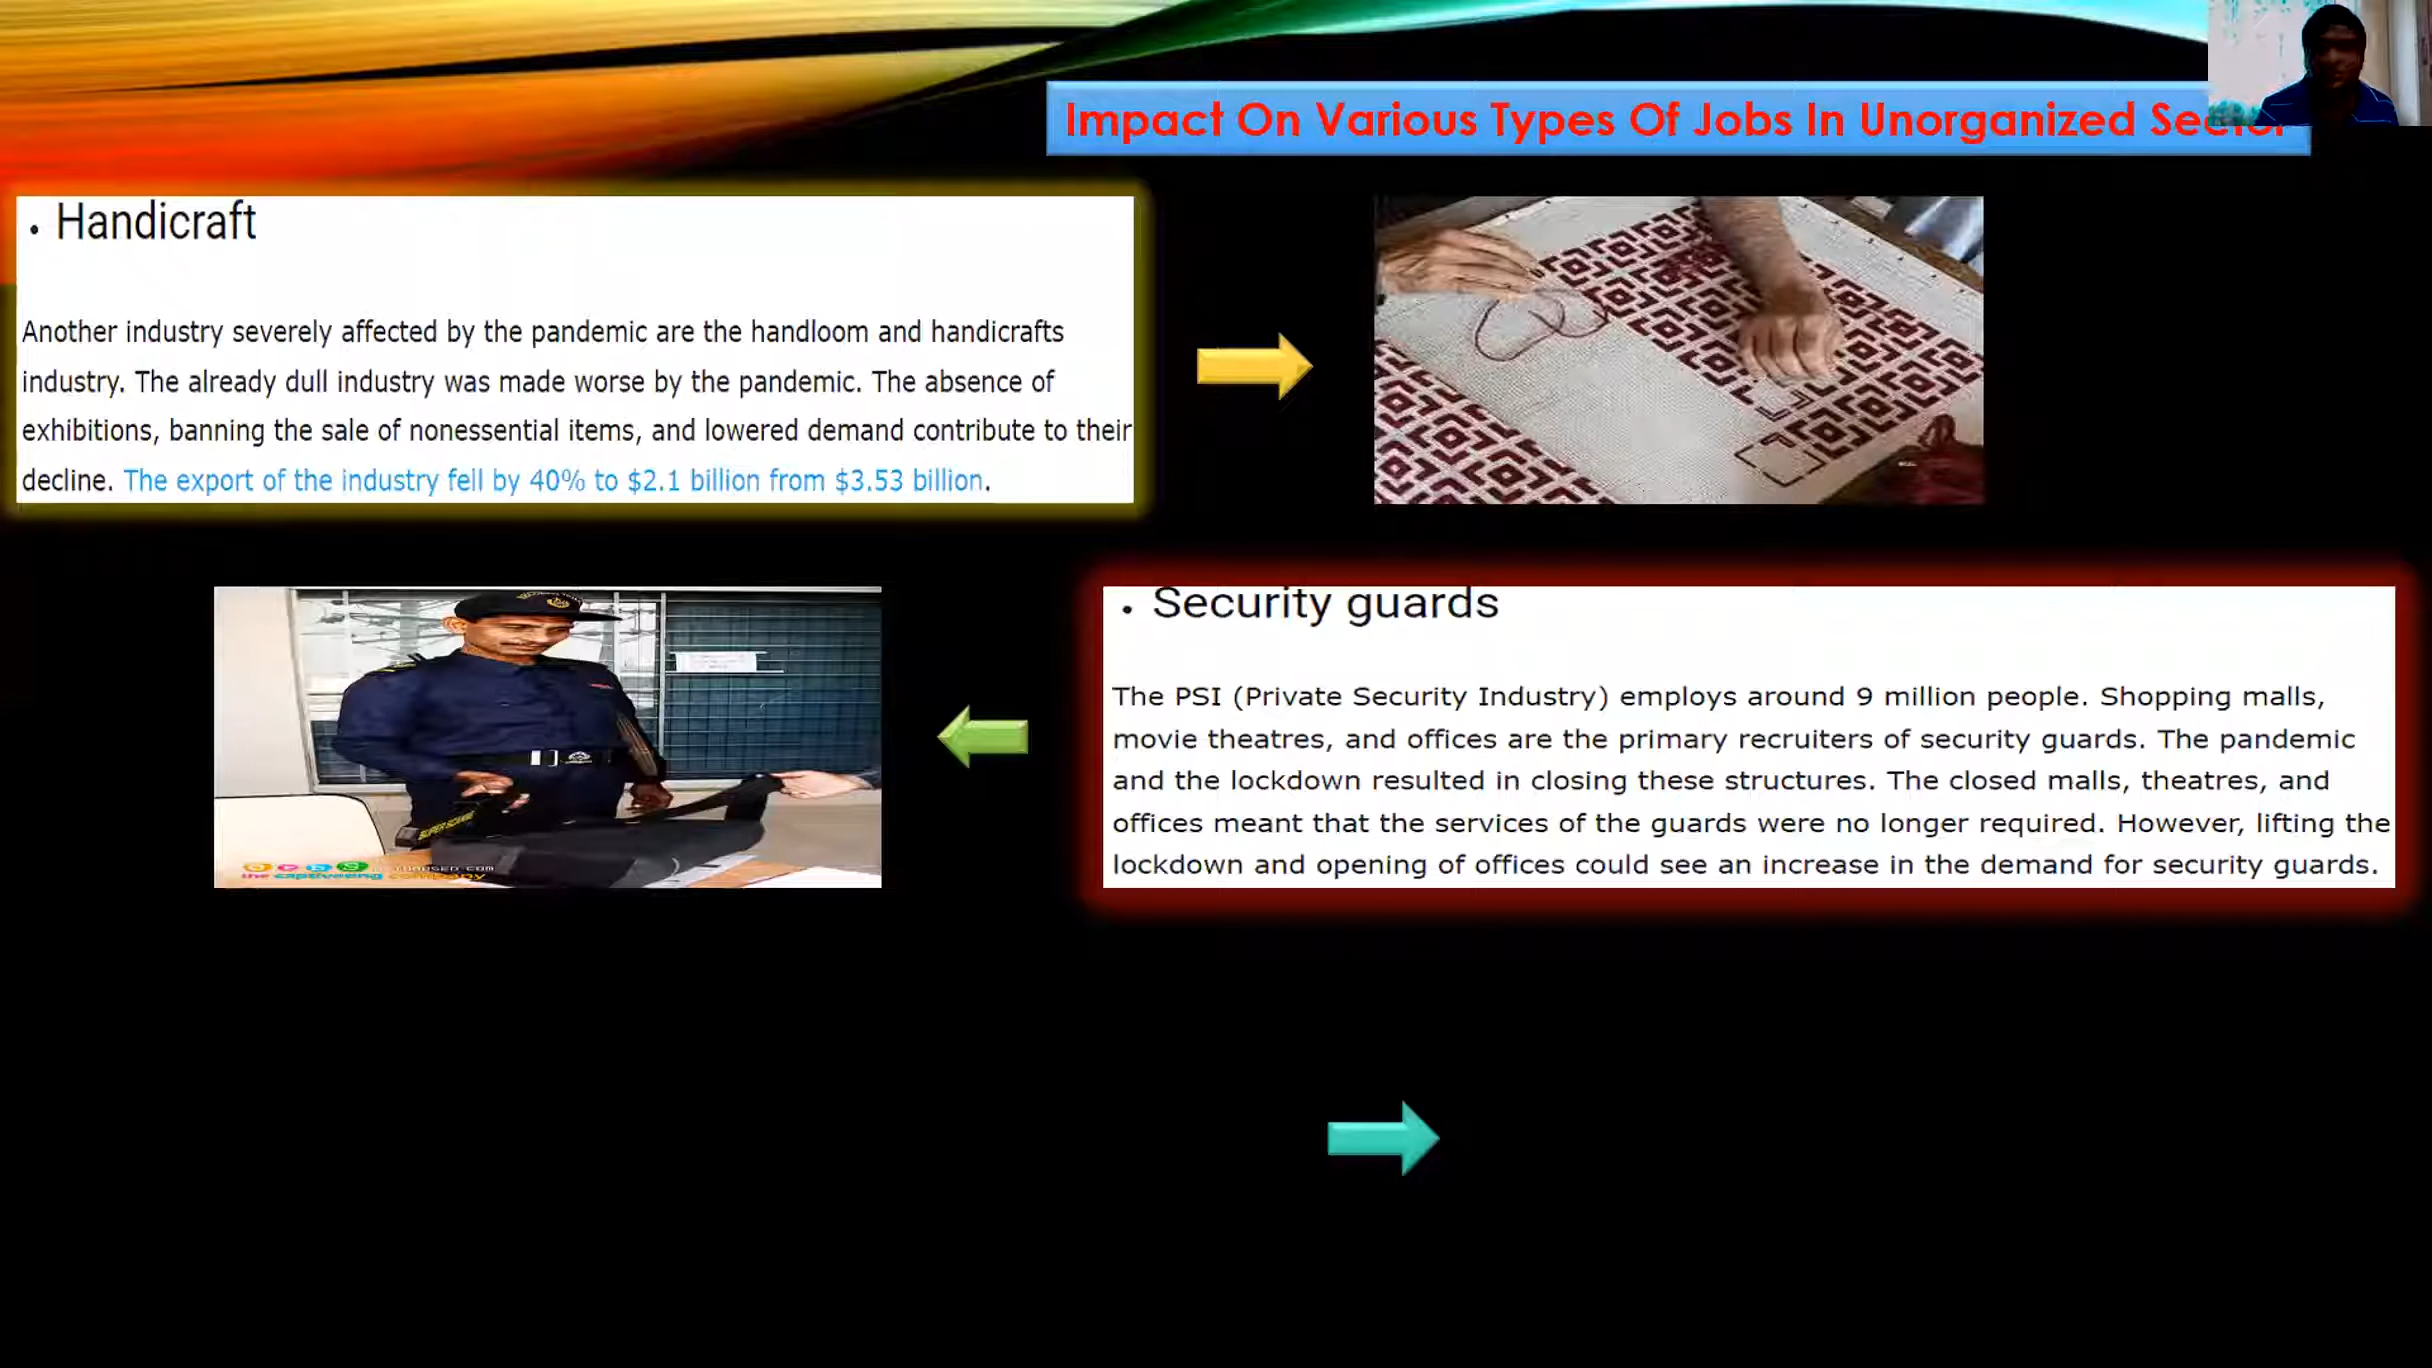 Impact On Various Types Of Jobs In Unorganized Sector
• Handicraft
Another industry severely affected by the pandemic are the handloom and handicrafts
industry. The already dull industry was made worse by the pandemic. The absence of
exhibitions, banning the sale of nonessential items, and lowered demand contribute to their
decline. The export of the industry fell by 40% to $2.1 billion from $3.53 billion.
• Security guards
The PSI (Private Security Industry) employs around 9 million people. Shopping malls,
movie theatres, and offices are the primary recruiters of security guards. The pandemic
and the lockdown resulted in closing these structures. The closed malls, theatres, and
offices meant that the services of the guards were no longer required. However, lifting the
lockdown and opening of offices could see an increase in the demand for security guards.
SUPER SCANNE
the captiveeing company